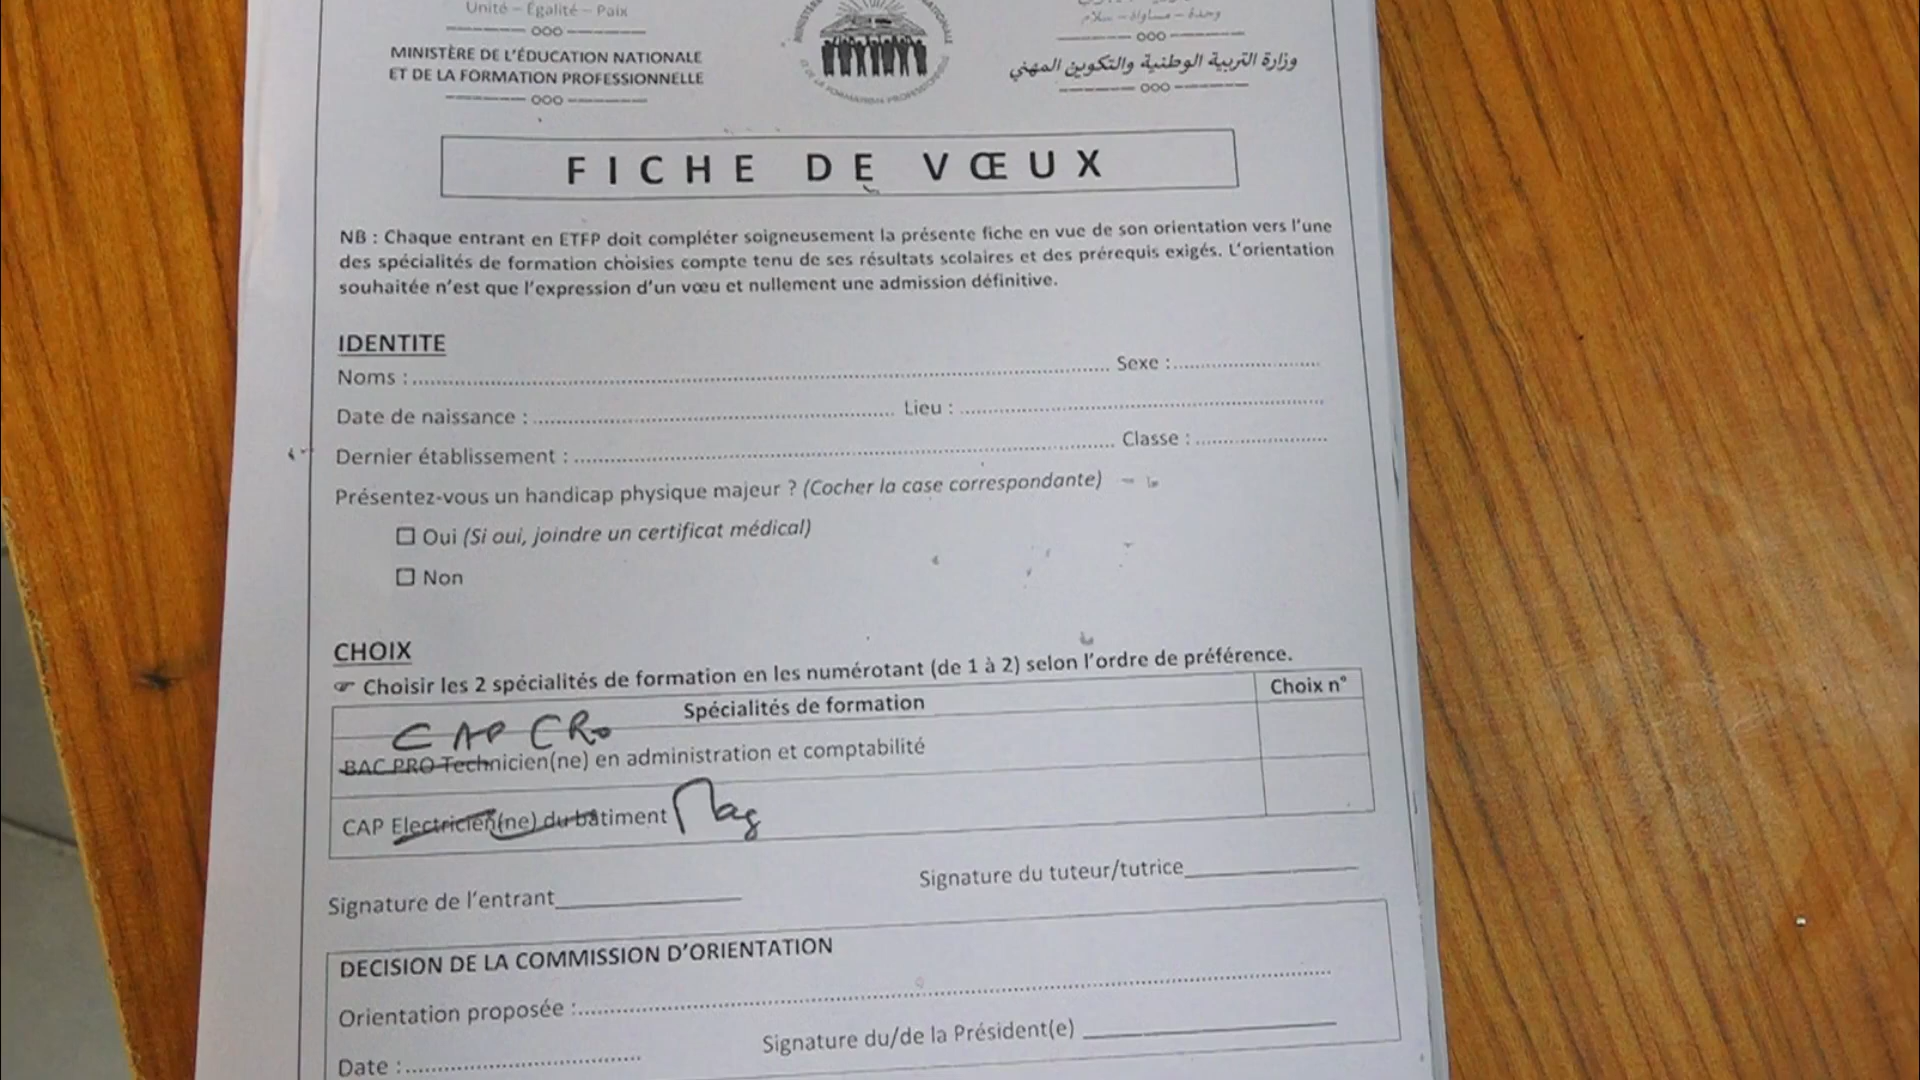 Unité – Égalité – Paix
وحدة – مساواة – سلام
MINISTÈRE DE L'ÉDUCATION NATIONALE
ET DE LA FORMATION PROFESSIONNELLE
وزارة التربية الوطنية والتكوين المهني
FICHE DE VŒUX
NB : Chaque entrant en ETFP doit compléter soigneusement la présente fiche en vue de son orientation vers l'une
des spécialités de formation choisies compte tenu de ses résultats scolaires et des prérequis exigés. L'orientation
souhaitée n'est que l'expression d'un vœu et nullement une admission définitive.
IDENTITE
Noms : Sexe :
Date de naissance : Lieu :
Dernier établissement : Classe :
Présentez-vous un handicap physique majeur ? (Cocher la case correspondante)
☐ Oui (Si oui, joindre un certificat médical)
☐ Non
CHOIX
☞ Choisir les 2 spécialités de formation en les numérotant (de 1 à 2) selon l'ordre de préférence.
Spécialités de formation Choix n°
CAP CRo
BAC PRO Technicien(ne) en administration et comptabilité
CAP Electricien(ne) du bâtiment Mag
Signature de l'entrant Signature du tuteur/tutrice
DECISION DE LA COMMISSION D'ORIENTATION
Orientation proposée :
Date : Signature du/de la Président(e)